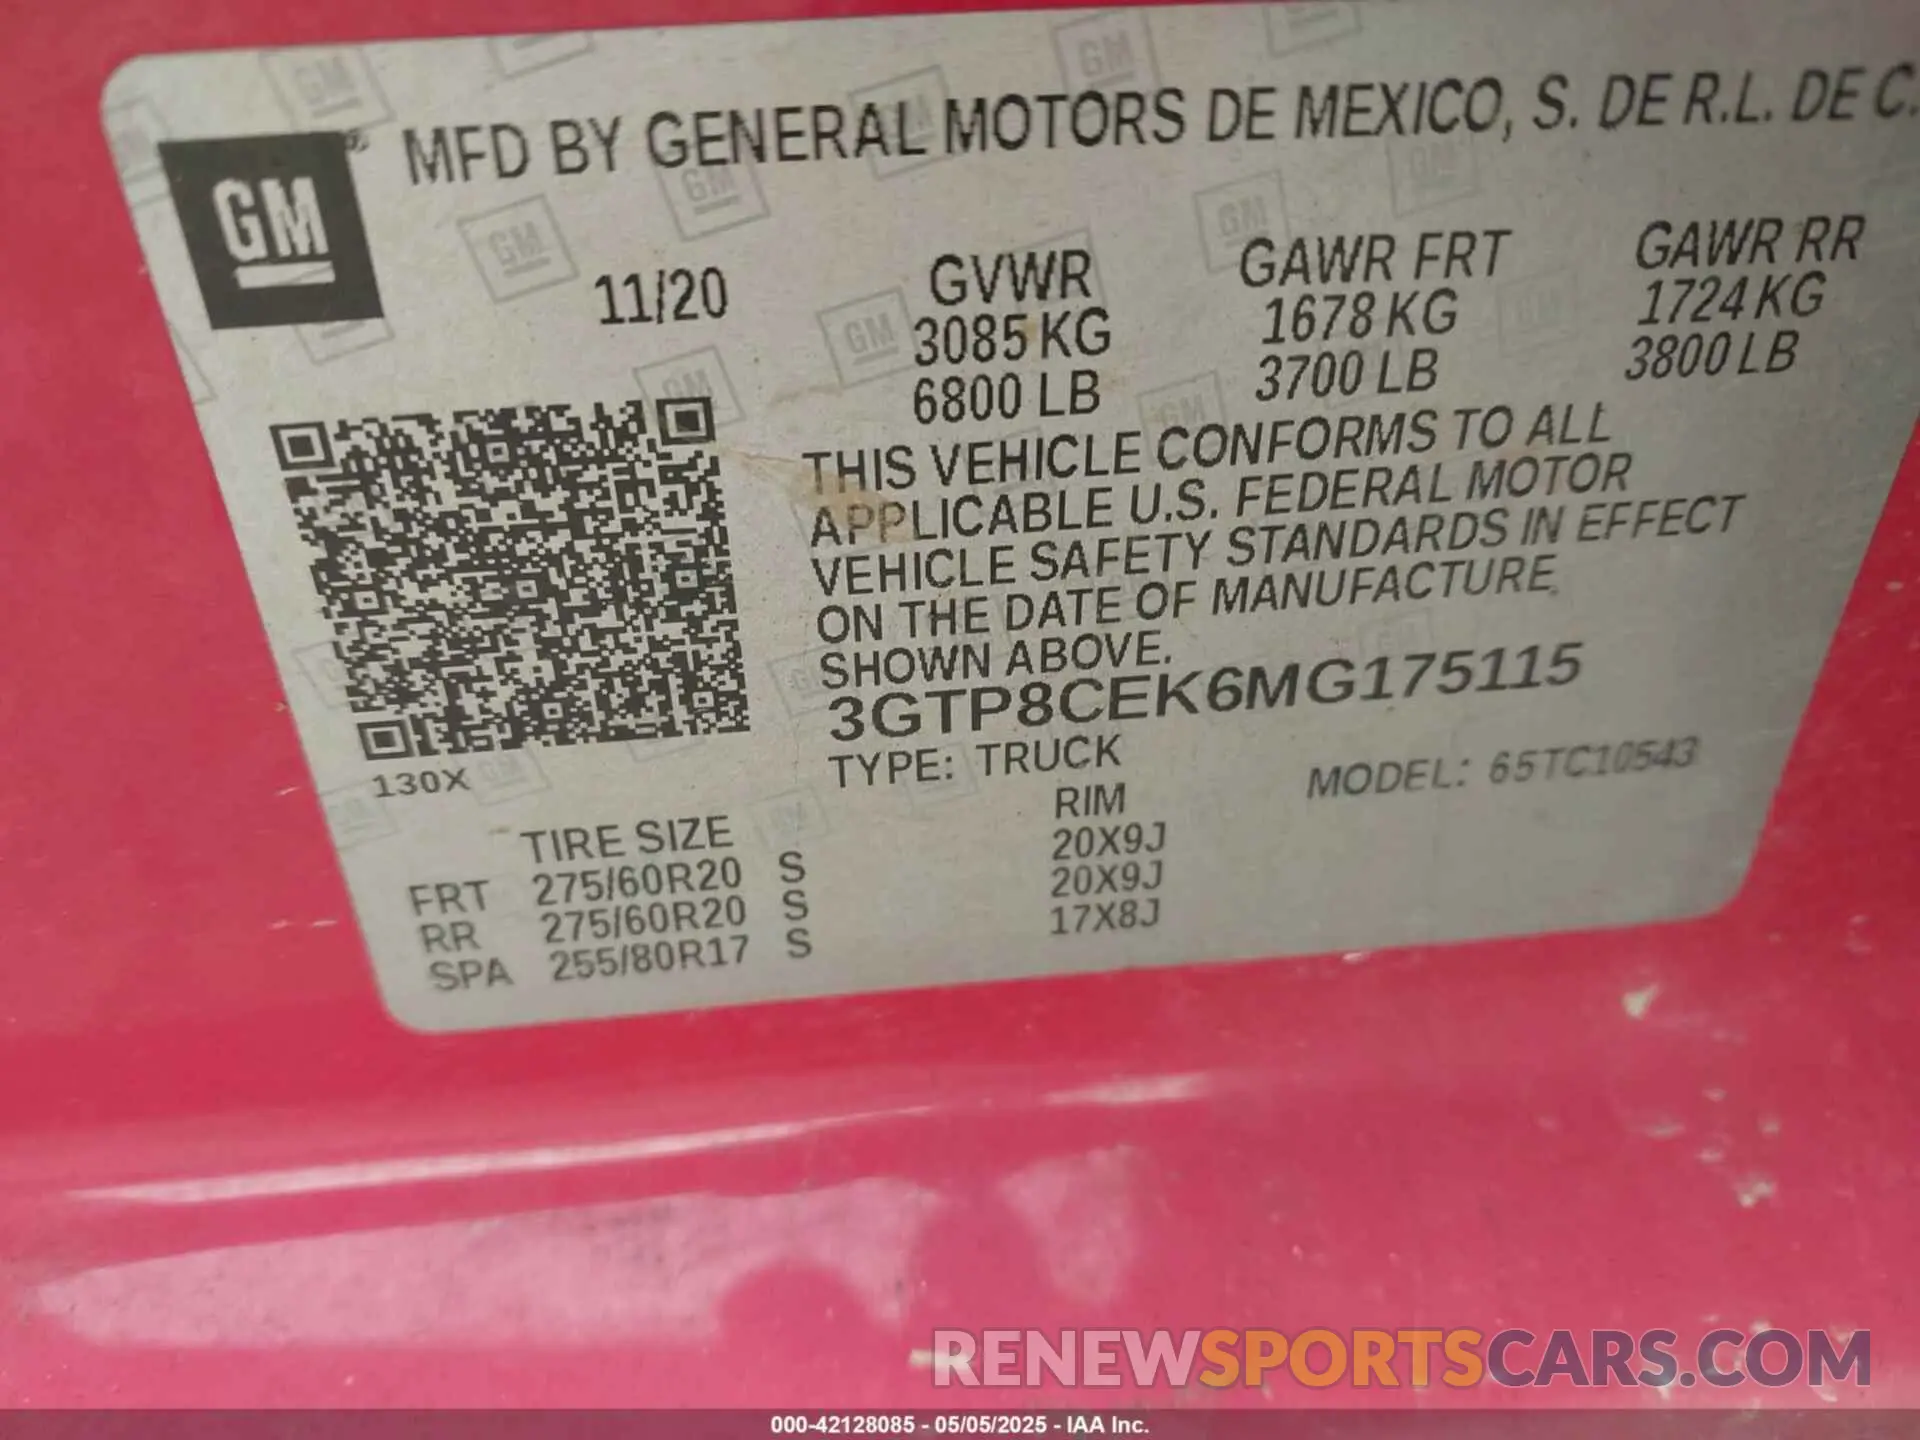 GM
MFD BY GENERAL MOTORS DE MEXICO, S. DE R.L. DE C.
11/20
GVWR
3085 KG
6800 LB
GAWR FRT
1678 KG
3700 LB
GAWR RR
1724 KG
3800 LB
THIS VEHICLE CONFORMS TO ALL
APPLICABLE U.S. FEDERAL MOTOR
VEHICLE SAFETY STANDARDS IN EFFECT
ON THE DATE OF MANUFACTURE
SHOWN ABOVE.
3GTP8CEK6MG175115
TYPE: TRUCK
MODEL: 65TC10543
130X
TIRE SIZE RIM
FRT 275/60R20 S 20X9J
RR 275/60R20 S 20X9J
SPA 255/80R17 S 17X8J
RENEWSPORTSCARS.COM
000-42128085 - 05/05/2025 - IAA Inc.